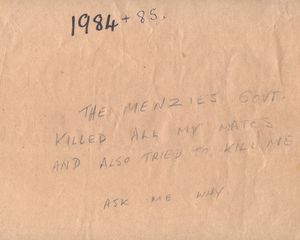 1984 + 85.
THE MENZIES GOVT.
KILLED ALL MY MATES
AND ALSO TRIED TO KILL ME
ASK ME WHY.